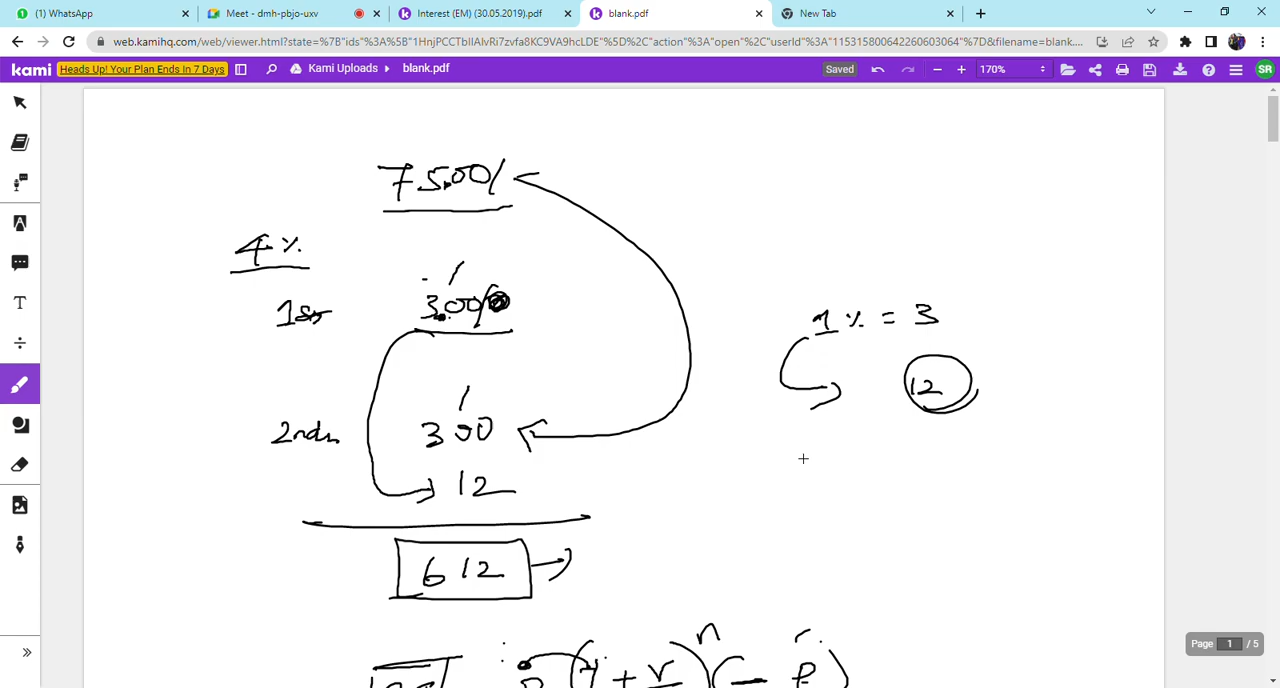 (1) WhatsApp
Meet - dmh-pbjo-uxv
Interest (EM) (30.05.2019).pdf
blank.pdf
New Tab
web.kamihq.com/web/viewer.html?state=%7B"ids"%3A%5B"1HnjPCCTbIIAlvRi7zvfa8KC9VA9hcLDE"%5D%2C"action"%3A"open"%2C"userId"%3A"115315800642260603064"%7D&filename=blank....
kami
Heads Up! Your Plan Ends In 7 Days
Kami Uploads
blank.pdf
Saved
170%
SR
7500/
4%
1st
300/
1% = 3
12
2nd
300
12
612
(1 + r
n
- P)
Page 1 / 5